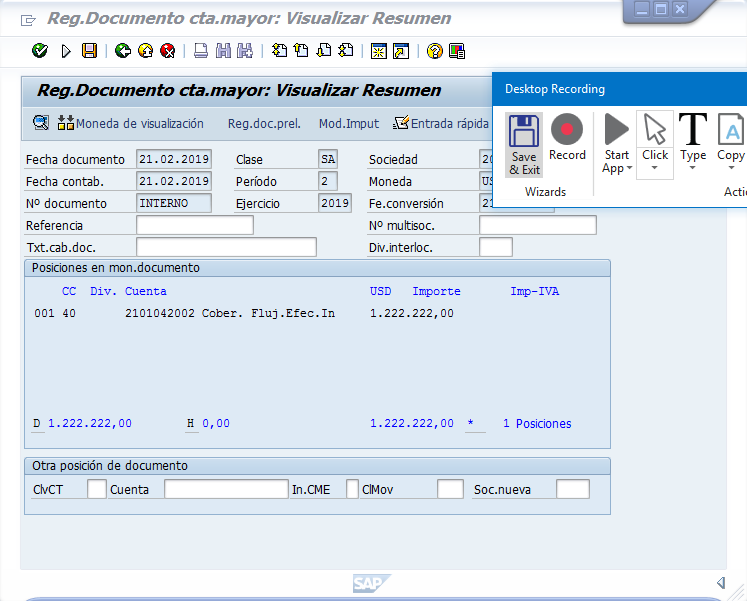 Reg.Documento cta.mayor: Visualizar Resumen
Reg.Documento cta.mayor: Visualizar Resumen
Desktop Recording
Moneda de visualización Reg.doc.prel. Mod.Imput Entrada rápida
Save & Exit
Record
Start App
Click
Type
Copy
Wizards
Fecha documento 21.02.2019 Clase SA Sociedad
Fecha contab. 21.02.2019 Período 2 Moneda
Nº documento INTERNO Ejercicio 2019 Fe.conversión
Referencia Nº multisoc.
Txt.cab.doc. Div.interloc.
Posiciones en mon.documento
CC Div. Cuenta USD Importe Imp-IVA
001 40 2101042002 Cober. Fluj.Efec.In 1.222.222,00
D 1.222.222,00 H 0,00 1.222.222,00 * 1 Posiciones
Otra posición de documento
ClvCT Cuenta In.CME ClMov Soc.nueva
SAP